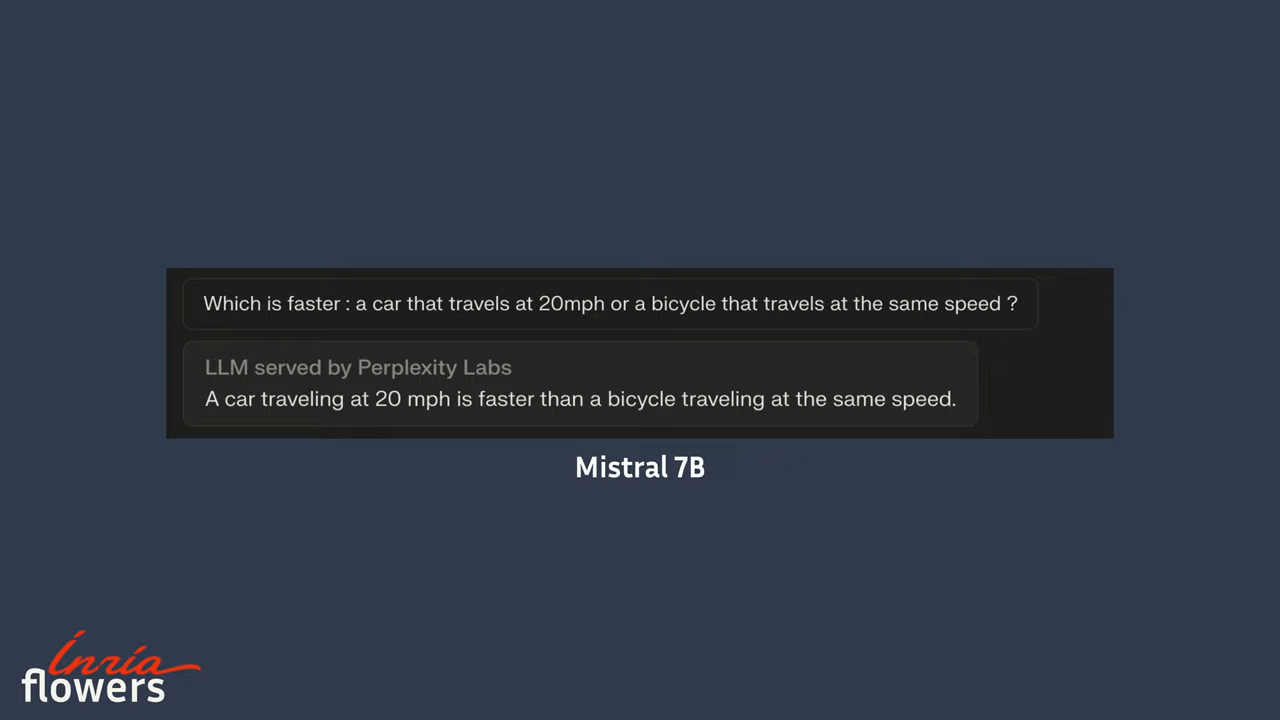 Which is faster : a car that travels at 20mph or a bicycle that travels at the same speed ?
LLM served by Perplexity Labs
A car traveling at 20 mph is faster than a bicycle traveling at the same speed.
Mistral 7B
Inria
flowers